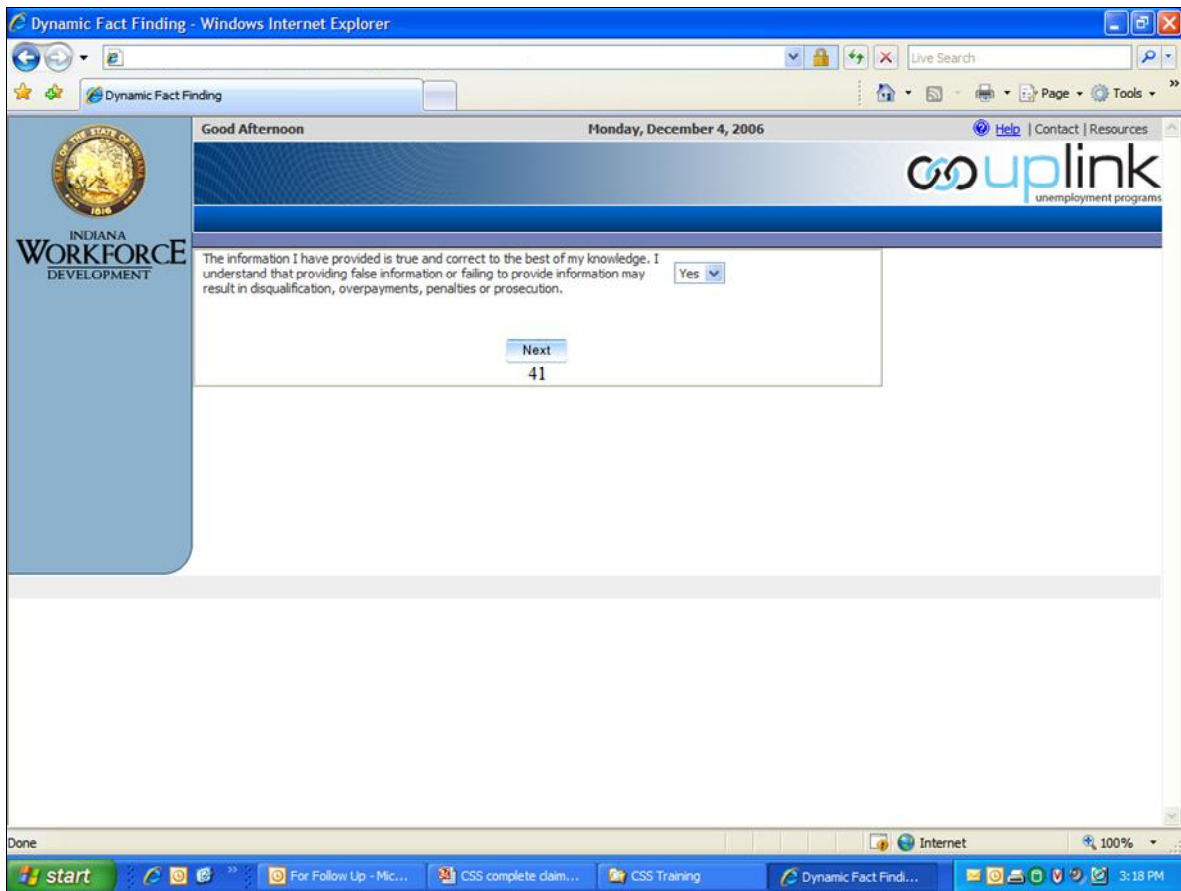 Dynamic Fact Finding - Windows Internet Explorer
Live Search
Dynamic Fact Finding
Page
Tools
Good Afternoon
Monday, December 4, 2006
Help | Contact | Resources
uplink
unemployment programs
1816
INDIANA
WORKFORCE
DEVELOPMENT
The information I have provided is true and correct to the best of my knowledge. I
understand that providing false information or failing to provide information may
result in disqualification, overpayments, penalties or prosecution.
Yes
Next
41
Done
Internet
100%
start
For Follow Up - Mic...
CSS complete claim...
CSS Training
Dynamic Fact Findi...
3:18 PM